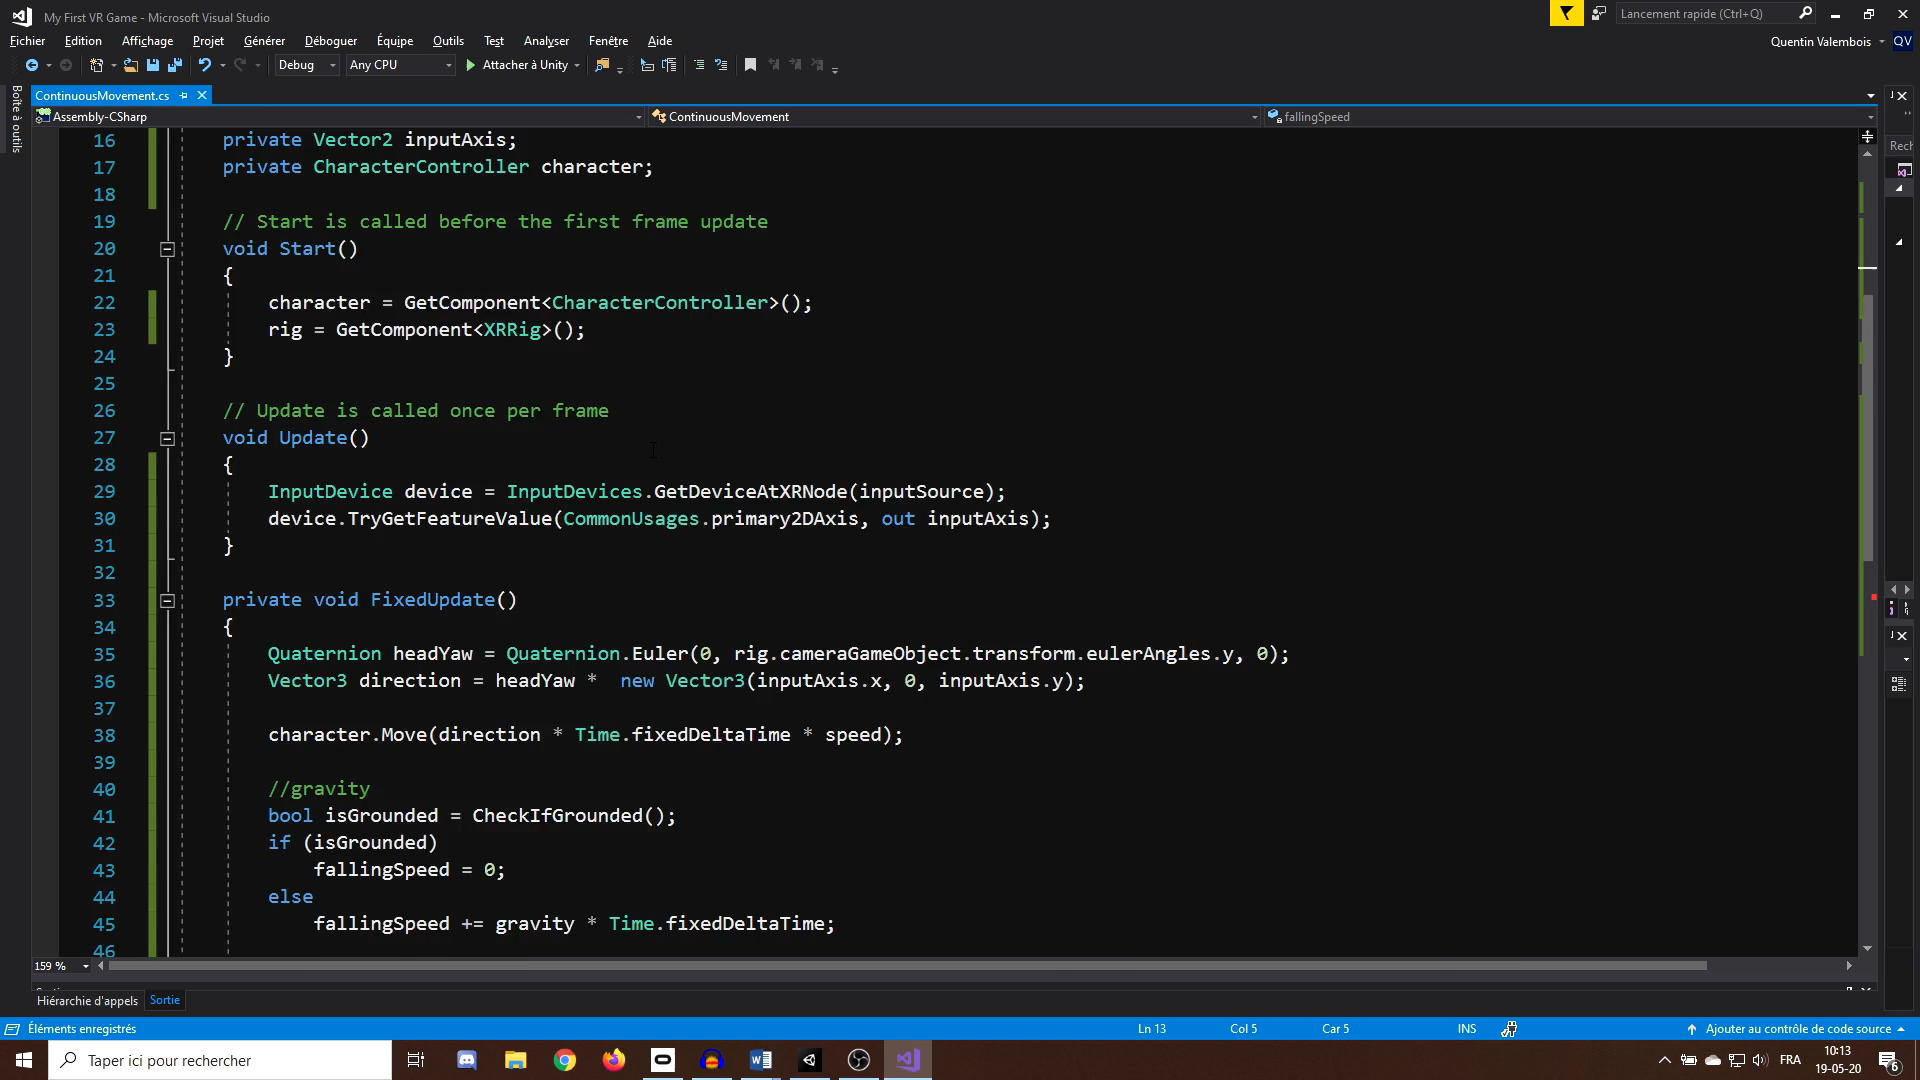 My First VR Game - Microsoft Visual Studio
Lancement rapide (Ctrl+Q)
Fichier Edition Affichage Projet Générer Déboguer Équipe Outils Test Analyser Fenêtre Aide
Quentin Valembois QV
Debug Any CPU Attacher à Unity
Boîte à outils
ContinuousMovement.cs
Assembly-CSharp ContinuousMovement fallingSpeed
Rech
16 private Vector2 inputAxis;
17 private CharacterController character;
18
19 // Start is called before the first frame update
20 void Start()
21 {
22 character = GetComponent<CharacterController>();
23 rig = GetComponent<XRRig>();
24 }
25
26 // Update is called once per frame
27 void Update()
28 {
29 InputDevice device = InputDevices.GetDeviceAtXRNode(inputSource);
30 device.TryGetFeatureValue(CommonUsages.primary2DAxis, out inputAxis);
31 }
32
33 private void FixedUpdate()
34 {
35 Quaternion headYaw = Quaternion.Euler(0, rig.cameraGameObject.transform.eulerAngles.y, 0);
36 Vector3 direction = headYaw *  new Vector3(inputAxis.x, 0, inputAxis.y);
37
38 character.Move(direction * Time.fixedDeltaTime * speed);
39
40 //gravity
41 bool isGrounded = CheckIfGrounded();
42 if (isGrounded)
43 fallingSpeed = 0;
44 else
45 fallingSpeed += gravity * Time.fixedDeltaTime;
46
159 %
Hiérarchie d'appels Sortie
Éléments enregistrés Ln 13 Col 5 Car 5 INS Ajouter au contrôle de code source
Taper ici pour rechercher
FRA
10:13
19-05-20
6